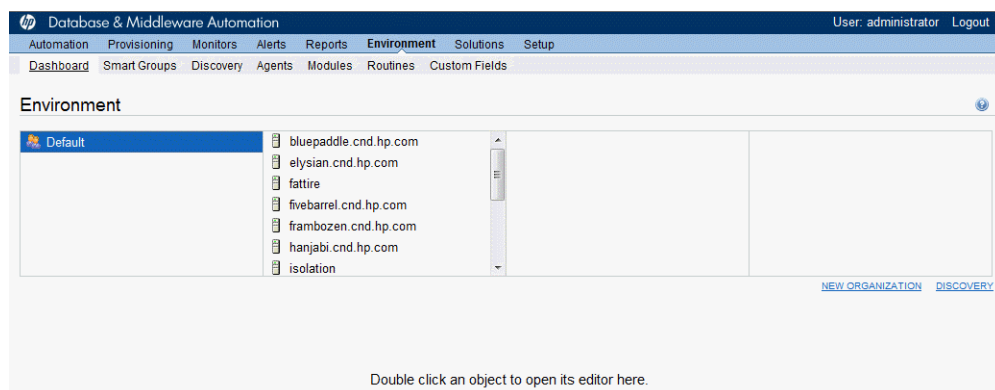 hp Database & Middleware Automation User: administrator Logout
Automation Provisioning Monitors Alerts Reports Environment Solutions Setup
Dashboard Smart Groups Discovery Agents Modules Routines Custom Fields
Environment
Default
bluepaddle.cnd.hp.com
elysian.cnd.hp.com
fattire
fivebarrel.cnd.hp.com
frambozen.cnd.hp.com
hanjabi.cnd.hp.com
isolation
NEW ORGANIZATION DISCOVERY
Double click an object to open its editor here.